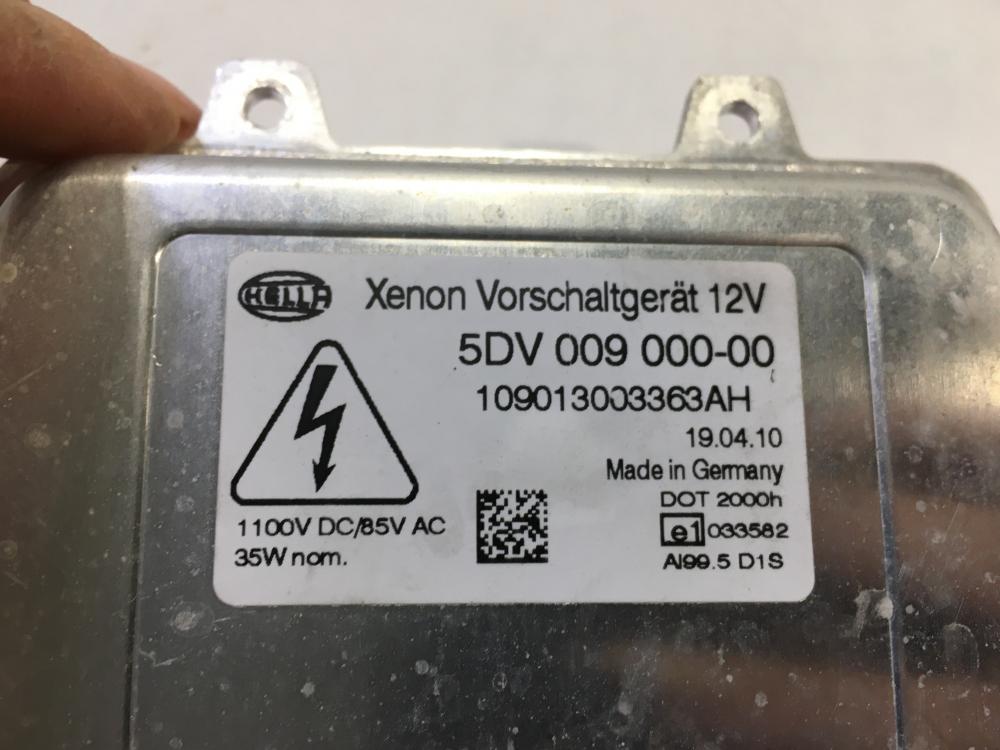 HELLA
Xenon Vorschaltgerät 12V
5DV 009 000-00
109013003363AH
19.04.10
Made in Germany
DOT 2000h
e1 033582
Al99.5 D1S
1100V DC/85V AC
35W nom.